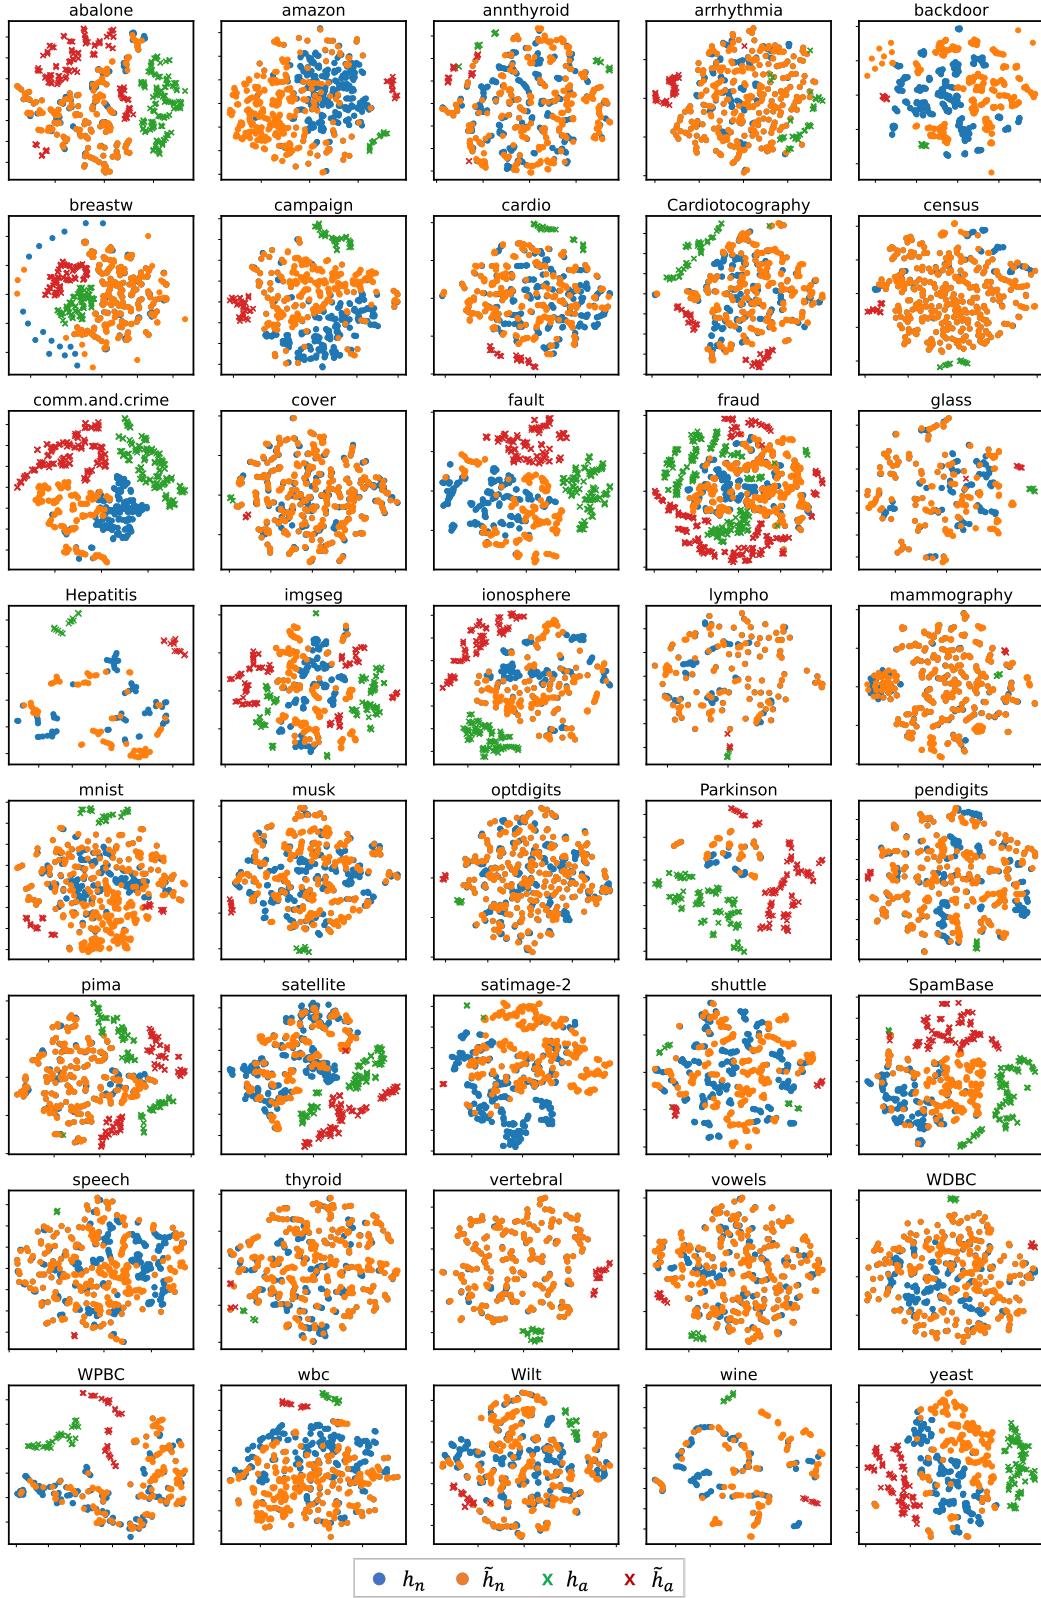 abalone amazon annthyroid arrhythmia backdoor
breastw campaign cardio Cardiotocography census
comm.and.crime cover fault fraud glass
Hepatitis imgseg ionosphere lympho mammography
mnist musk optdigits Parkinson pendigits
pima satellite satimage-2 shuttle SpamBase
speech thyroid vertebral vowels WDBC
WPBC wbc Wilt wine yeast
hₙ h̃ₙ x hₐ x h̃ₐ